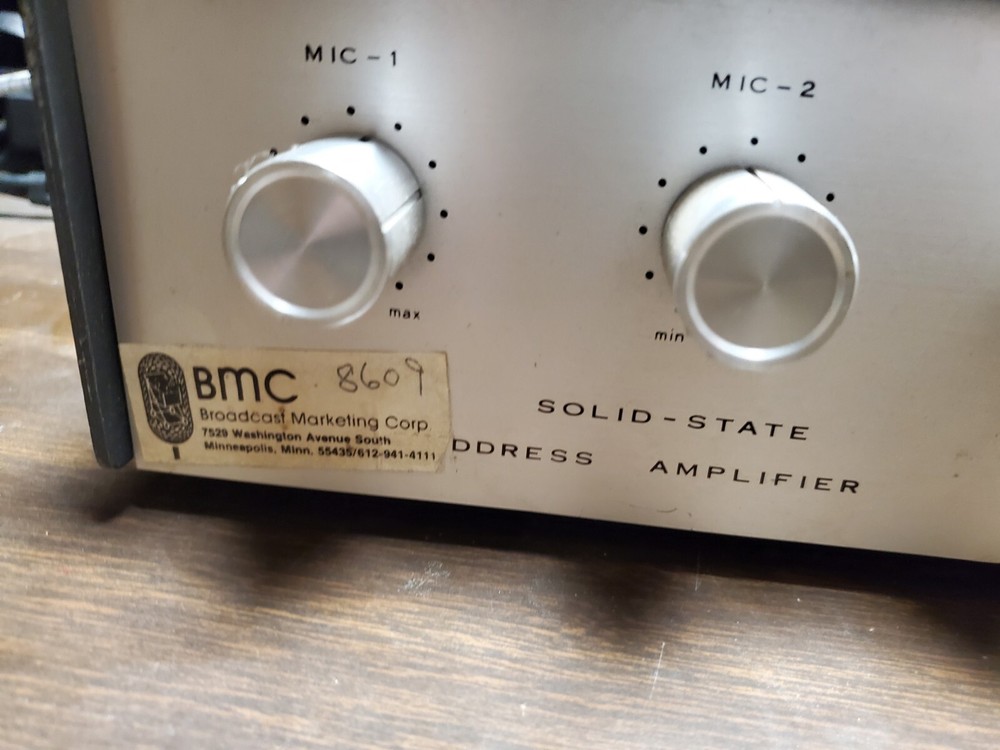 MIC-1
MIC-2
max
min
BMC 8609
Broadcast Marketing Corp.
7529 Washington Avenue South
Minneapolis, Minn. 55435/612-941-4111
SOLID-STATE
DDRESS AMPLIFIER